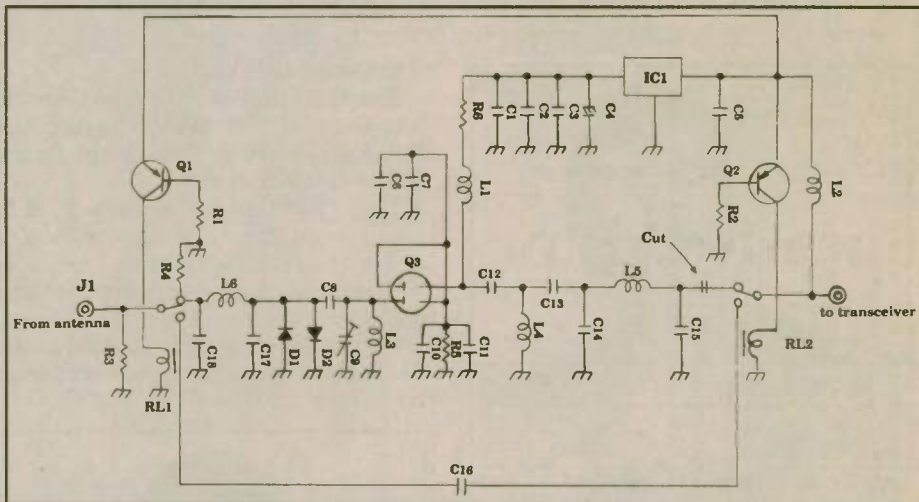 IC1
R6
C1
C2
C3
C4
C5
Q1
Q2
R1
C6
C7
L1
R2
L2
Cut
R4
J1
L6
C8
Q3
C12
C13
L5
From antenna
to transceiver
R3
C18
C17
D1
D2
C9
L3
C10
R5
C11
L4
C14
C15
RL1
RL2
C16